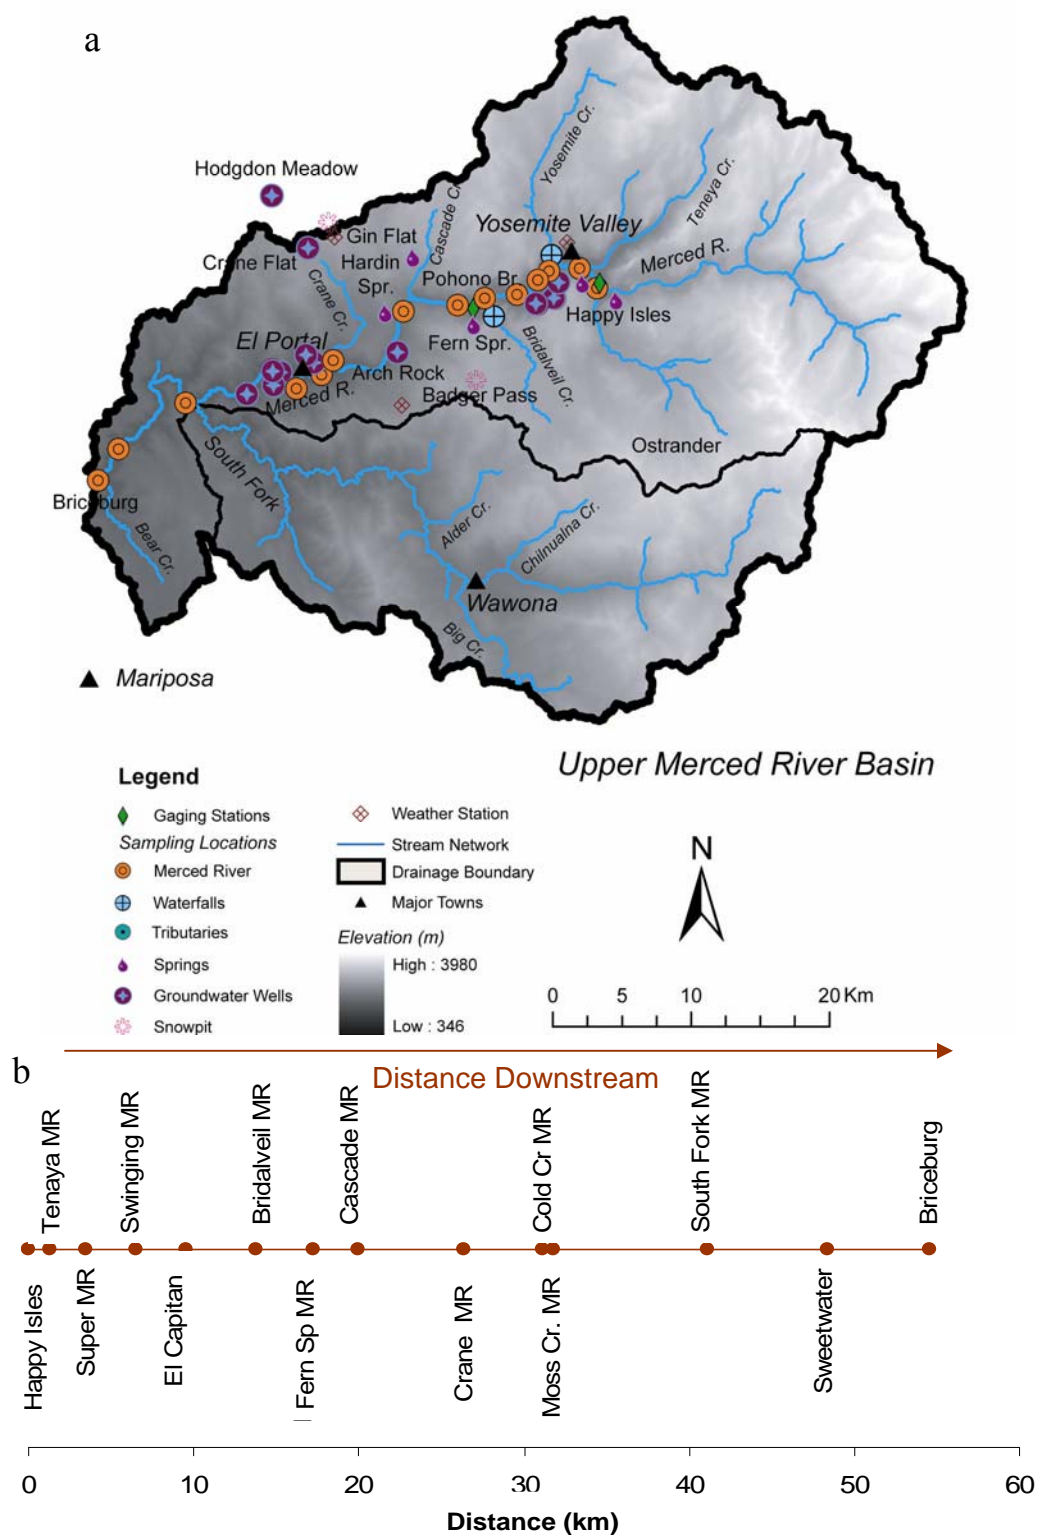 a
Hodgdon Meadow
Yosemite Cr.
Teneya Cr.
Cascade Cr.
Yosemite Valley
Gin Flat
Crane Flat
Hardin
Spr.
Merced R.
Pohono Br.
Crane Cr.
Happy Isles
El Portal
Fern Spr.
Bridalveil Cr.
Arch Rock
Merced R.
Badger Pass
Ostrander
South Fork
Briceburg
Bear Cr.
Alder Cr.
Chilnualna Cr.
Wawona
Big Cr.
Mariposa
Upper Merced River Basin
Legend
Gaging Stations
Sampling Locations
Merced River
Waterfalls
Tributaries
Springs
Groundwater Wells
Snowpit
Weather Station
Stream Network
Drainage Boundary
Major Towns
Elevation (m)
High : 3980
Low : 346
N
0 5 10 20 Km
b
Distance Downstream
Tenaya MR
Swinging MR
Bridalveil MR
Cascade MR
Cold Cr MR
South Fork MR
Briceburg
Happy Isles
Super MR
El Capitan
Fern Sp MR
Crane MR
Moss Cr. MR
Sweetwater
0 10 20 30 40 50 60
Distance (km)